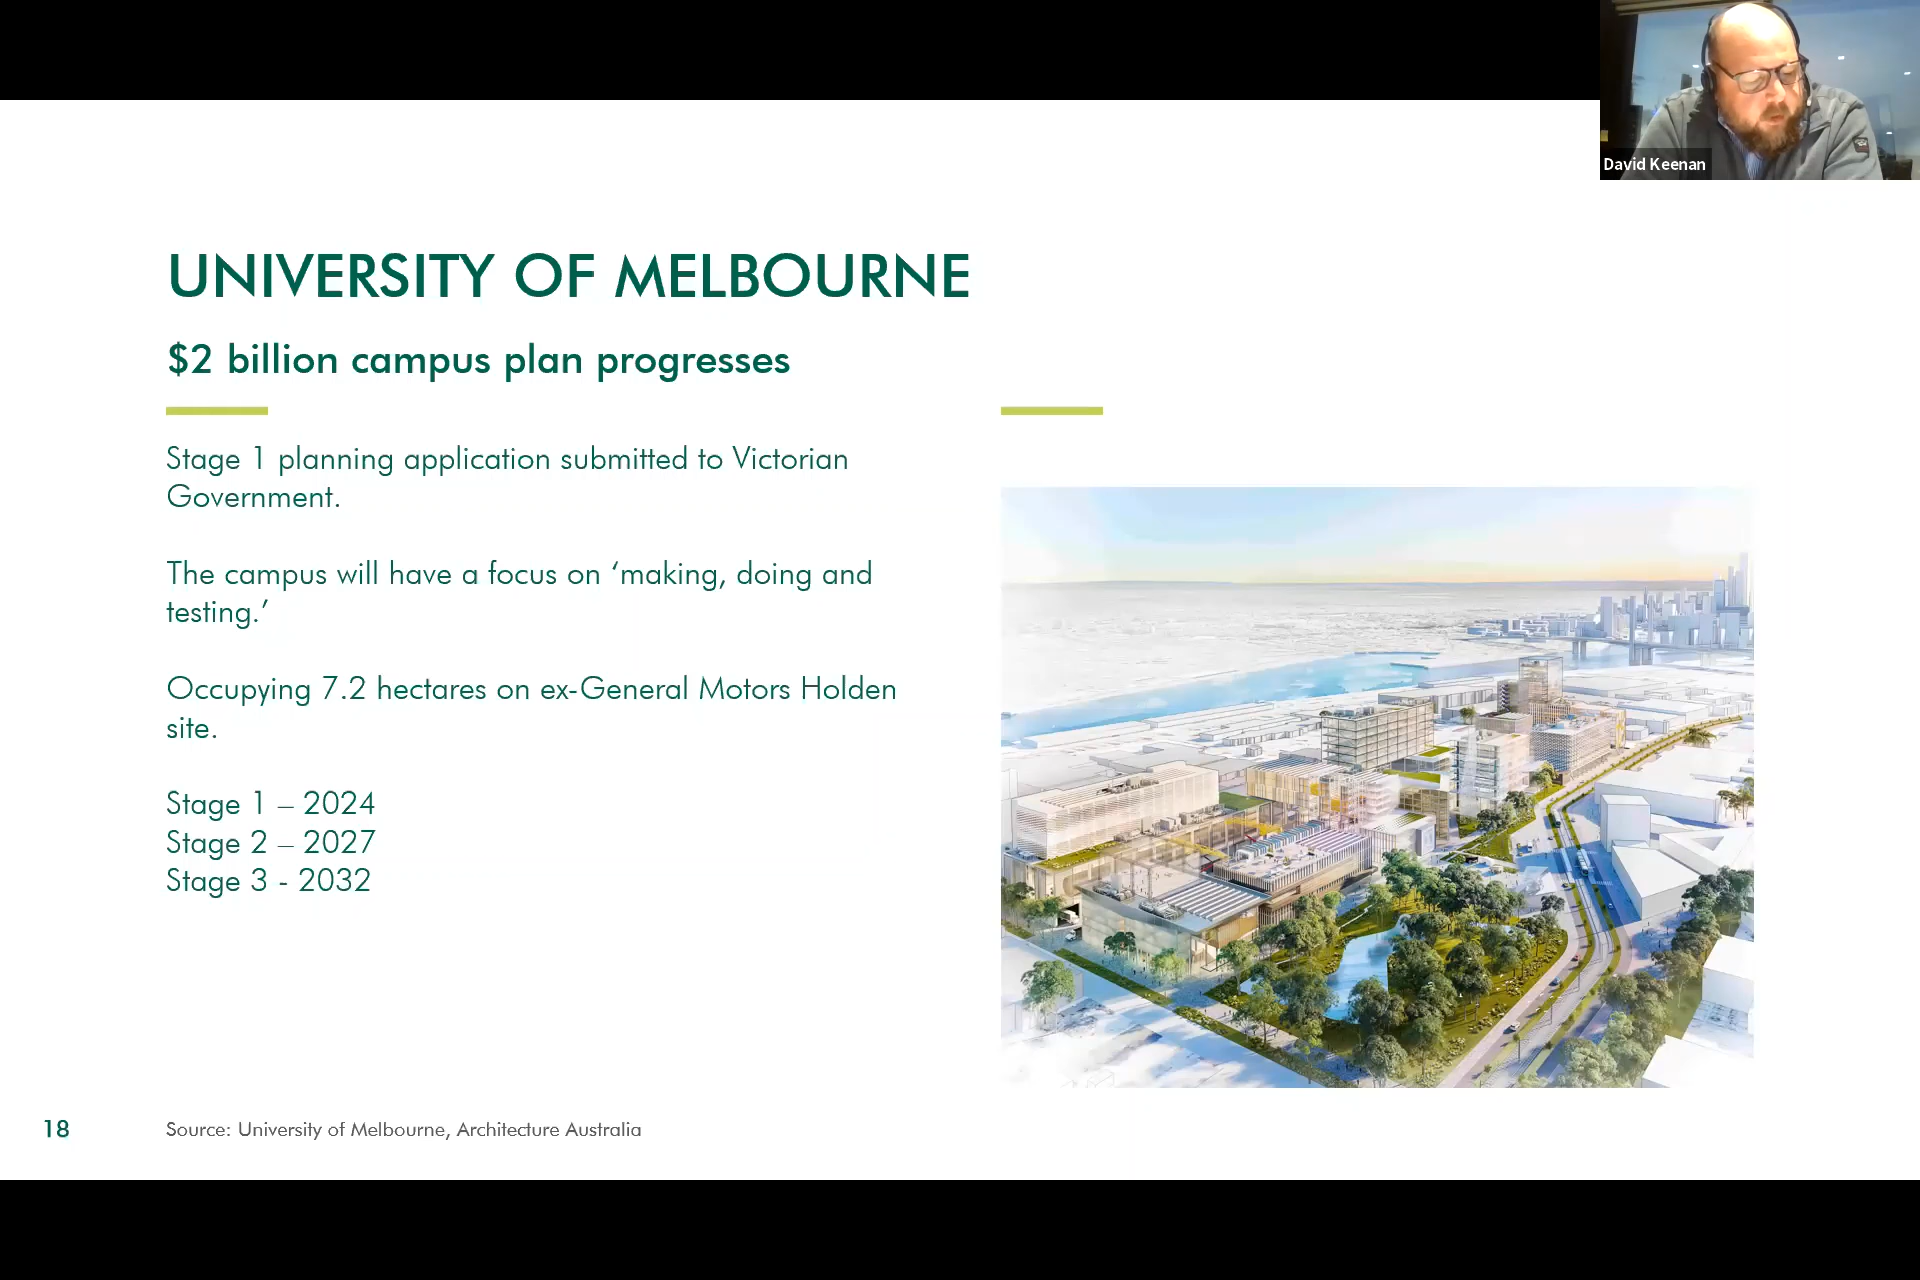 David Keenan
UNIVERSITY OF MELBOURNE
$2 billion campus plan progresses
Stage 1 planning application submitted to Victorian
Government.
The campus will have a focus on ‘making, doing and
testing.’
Occupying 7.2 hectares on ex-General Motors Holden
site.
Stage 1 – 2024
Stage 2 – 2027
Stage 3 - 2032
18
Source: University of Melbourne, Architecture Australia